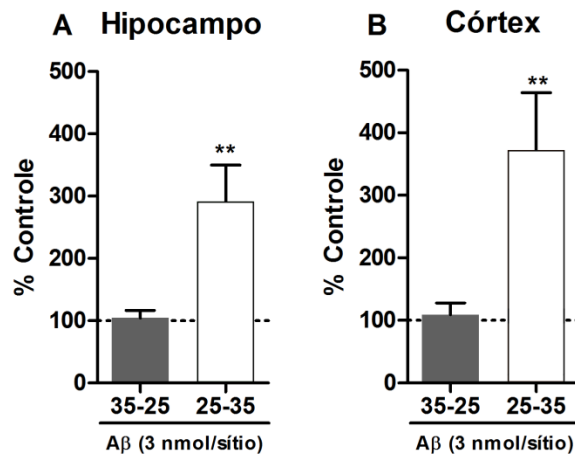 A Hipocampo
% Controle
500
400
300
200
100
0
**
35-25 25-35
Aβ (3 nmol/sítio)
B Córtex
% Controle
500
400
300
200
100
0
**
35-25 25-35
Aβ (3 nmol/sítio)